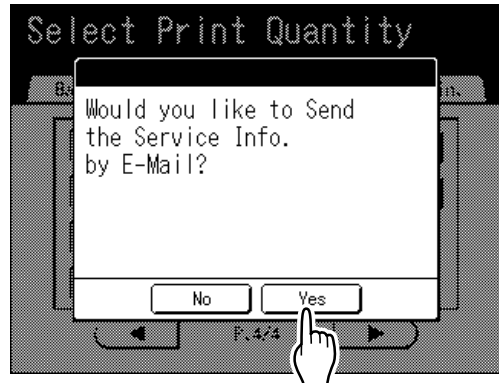 Select Print Quantity
Would you like to Send
the Service Info.
by E-Mail?
No
Yes
P.4/4